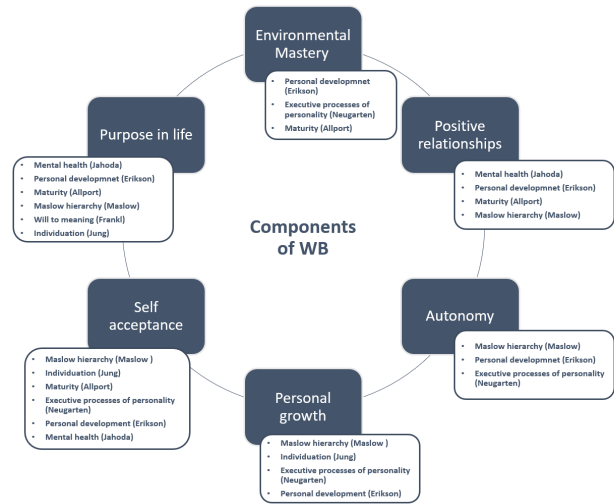 Environmental
Mastery
• Personal developmnet
(Erikson)
• Executive processes of
personality (Neugarten)
• Maturity (Allport)
Positive
relationships
• Mental health (Jahoda)
• Personal developmnet (Erikson)
• Maturity (Allport)
• Maslow hierarchy (Maslow)
Autonomy
• Maslow hierarchy (Maslow)
• Personal developmnet (Erikson)
• Executive processes of personality
(Neugarten)
Personal
growth
• Maslow hierarchy (Maslow )
• Individuation (Jung)
• Executive processes of personality
(Neugarten)
• Personal development (Erikson)
Self
acceptance
• Maslow hierarchy (Maslow )
• Individuation (Jung)
• Maturity (Allport)
• Executive processes of personality
(Neugarten)
• Personal development (Erikson)
• Mental health (Jahoda)
Purpose in life
• Mental health (Jahoda)
• Personal developmnet (Erikson)
• Maturity (Allport)
• Maslow hierarchy (Maslow)
• Will to meaning (Frankl)
• Individuation (Jung)
Components
of WB